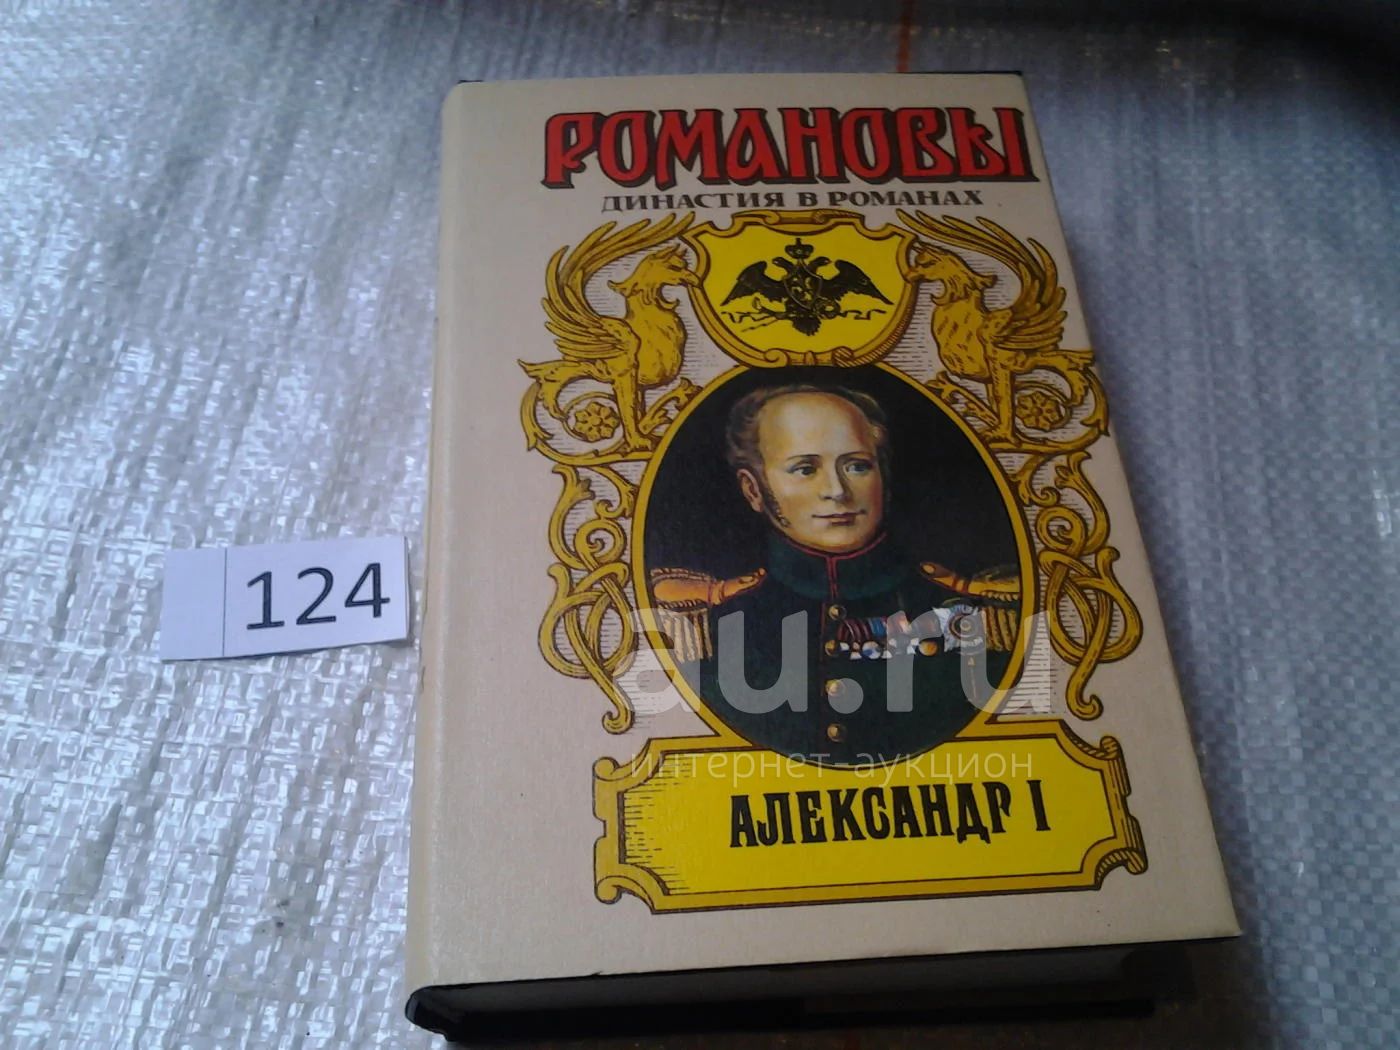 РОМАНОВЫ
ДИНАСТИЯ В РОМАНАХ
124
au.ru
интернет-аукцион
АЛЕКСАНДР I